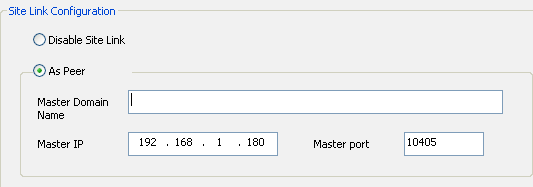 Site Link Configuration
Disable Site Link
As Peer
Master Domain
Name
Master IP 192 . 168 . 1 . 180 Master port 10405